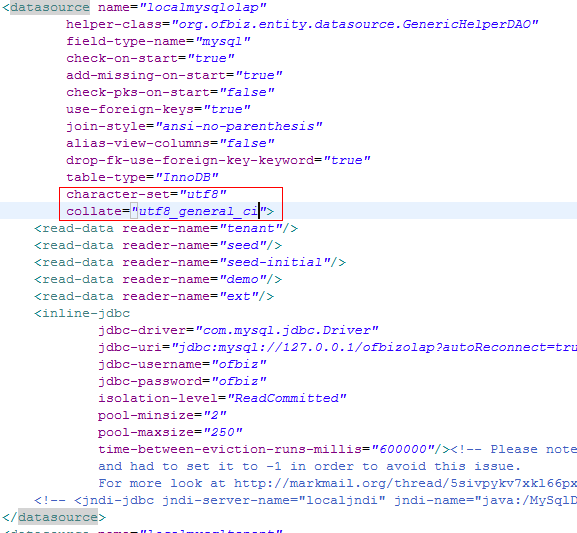 <datasource name="localmysqlolap"
helper-class="org.ofbiz.entity.datasource.GenericHelperDAO"
field-type-name="mysql"
check-on-start="true"
add-missing-on-start="true"
check-pks-on-start="false"
use-foreign-keys="true"
join-style="ansi-no-parenthesis"
alias-view-columns="false"
drop-fk-use-foreign-key-keyword="true"
table-type="InnoDB"
character-set="utf8"
collate="utf8_general_ci">
<read-data reader-name="tenant"/>
<read-data reader-name="seed"/>
<read-data reader-name="seed-initial"/>
<read-data reader-name="demo"/>
<read-data reader-name="ext"/>
<inline-jdbc
jdbc-driver="com.mysql.jdbc.Driver"
jdbc-uri="jdbc:mysql://127.0.0.1/ofbizolap?autoReconnect=tru
jdbc-username="ofbiz"
jdbc-password="ofbiz"
isolation-level="ReadCommitted"
pool-minsize="2"
pool-maxsize="250"
time-between-eviction-runs-millis="600000"/><!-- Please note
and had to set it to -1 in order to avoid this issue.
For more look at http://markmail.org/thread/5sivpykv7xkl66px
<!-- <jndi-jdbc jndi-server-name="localjndi" jndi-name="java:/MySqlD
</datasource>
<datasource name="localmysqltenant"